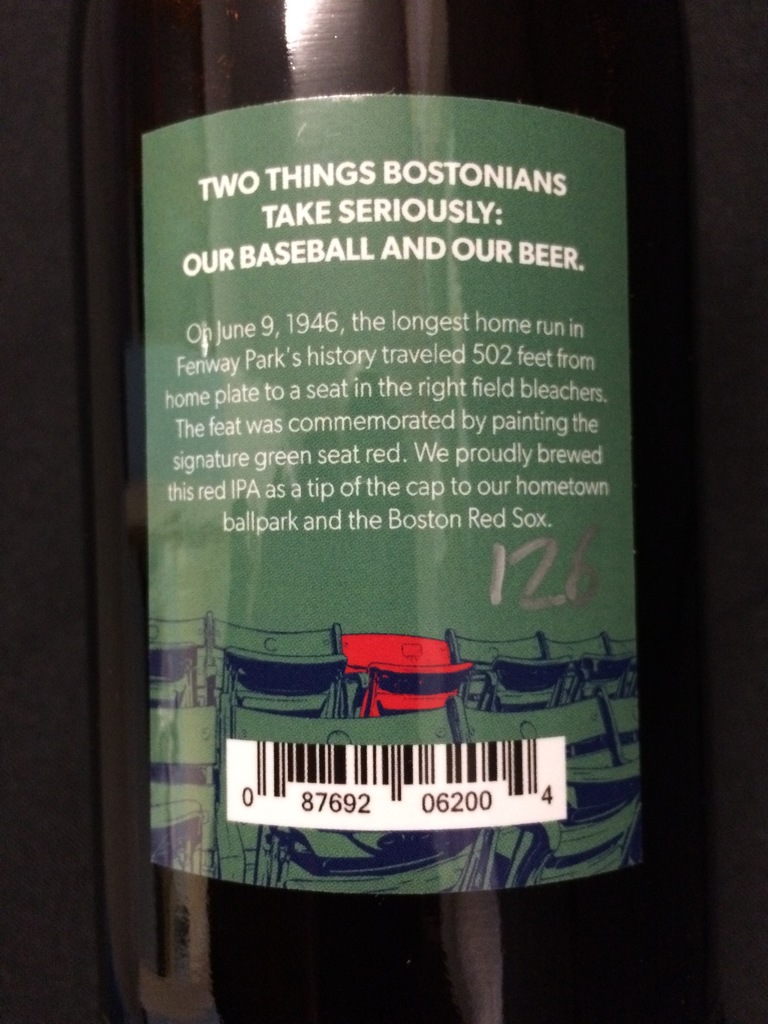 TWO THINGS BOSTONIANS
TAKE SERIOUSLY:
OUR BASEBALL AND OUR BEER.
On June 9, 1946, the longest home run in
Fenway Park's history traveled 502 feet from
home plate to a seat in the right field bleachers.
The feat was commemorated by painting the
signature green seat red. We proudly brewed
this red IPA as a tip of the cap to our hometown
ballpark and the Boston Red Sox.
126
0 87692 06200 4